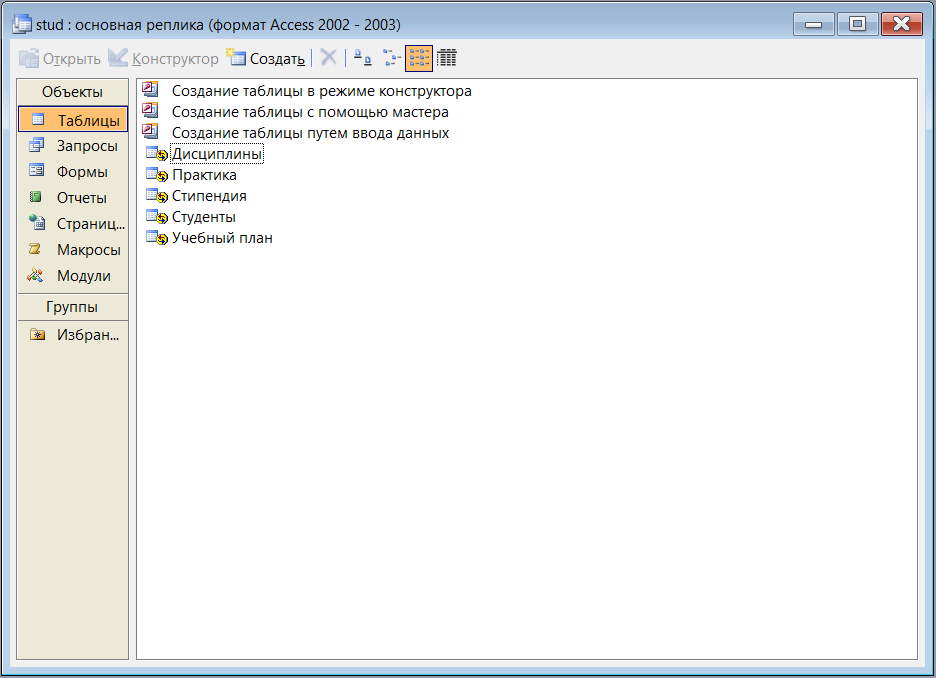 stud : основная реплика (формат Access 2002 - 2003)
Открыть Конструктор Создать
Объекты
Таблицы
Запросы
Формы
Отчеты
Страниц...
Макросы
Модули
Группы
Избран...
Создание таблицы в режиме конструктора
Создание таблицы с помощью мастера
Создание таблицы путем ввода данных
Дисциплины
Практика
Стипендия
Студенты
Учебный план